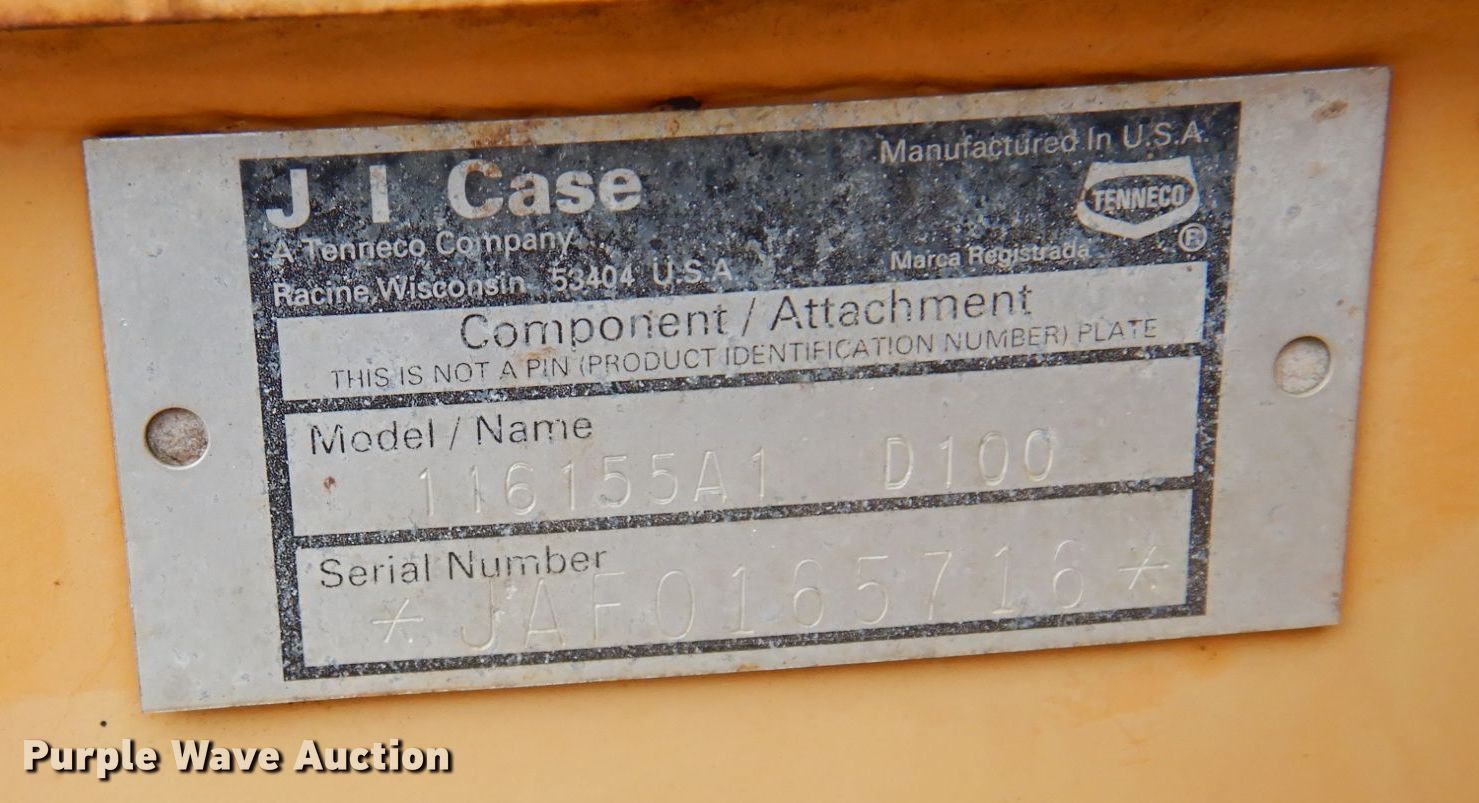 J I Case
Manufactured In U.S.A.
TENNECO
®
A Tenneco Company
Racine, Wisconsin 53404 U.S.A
Marca Registrada
Component / Attachment
THIS IS NOT A PIN (PRODUCT IDENTIFICATION NUMBER) PLATE
Model / Name
116155A1 D100
Serial Number
*JAF0165716*
Purple Wave Auction